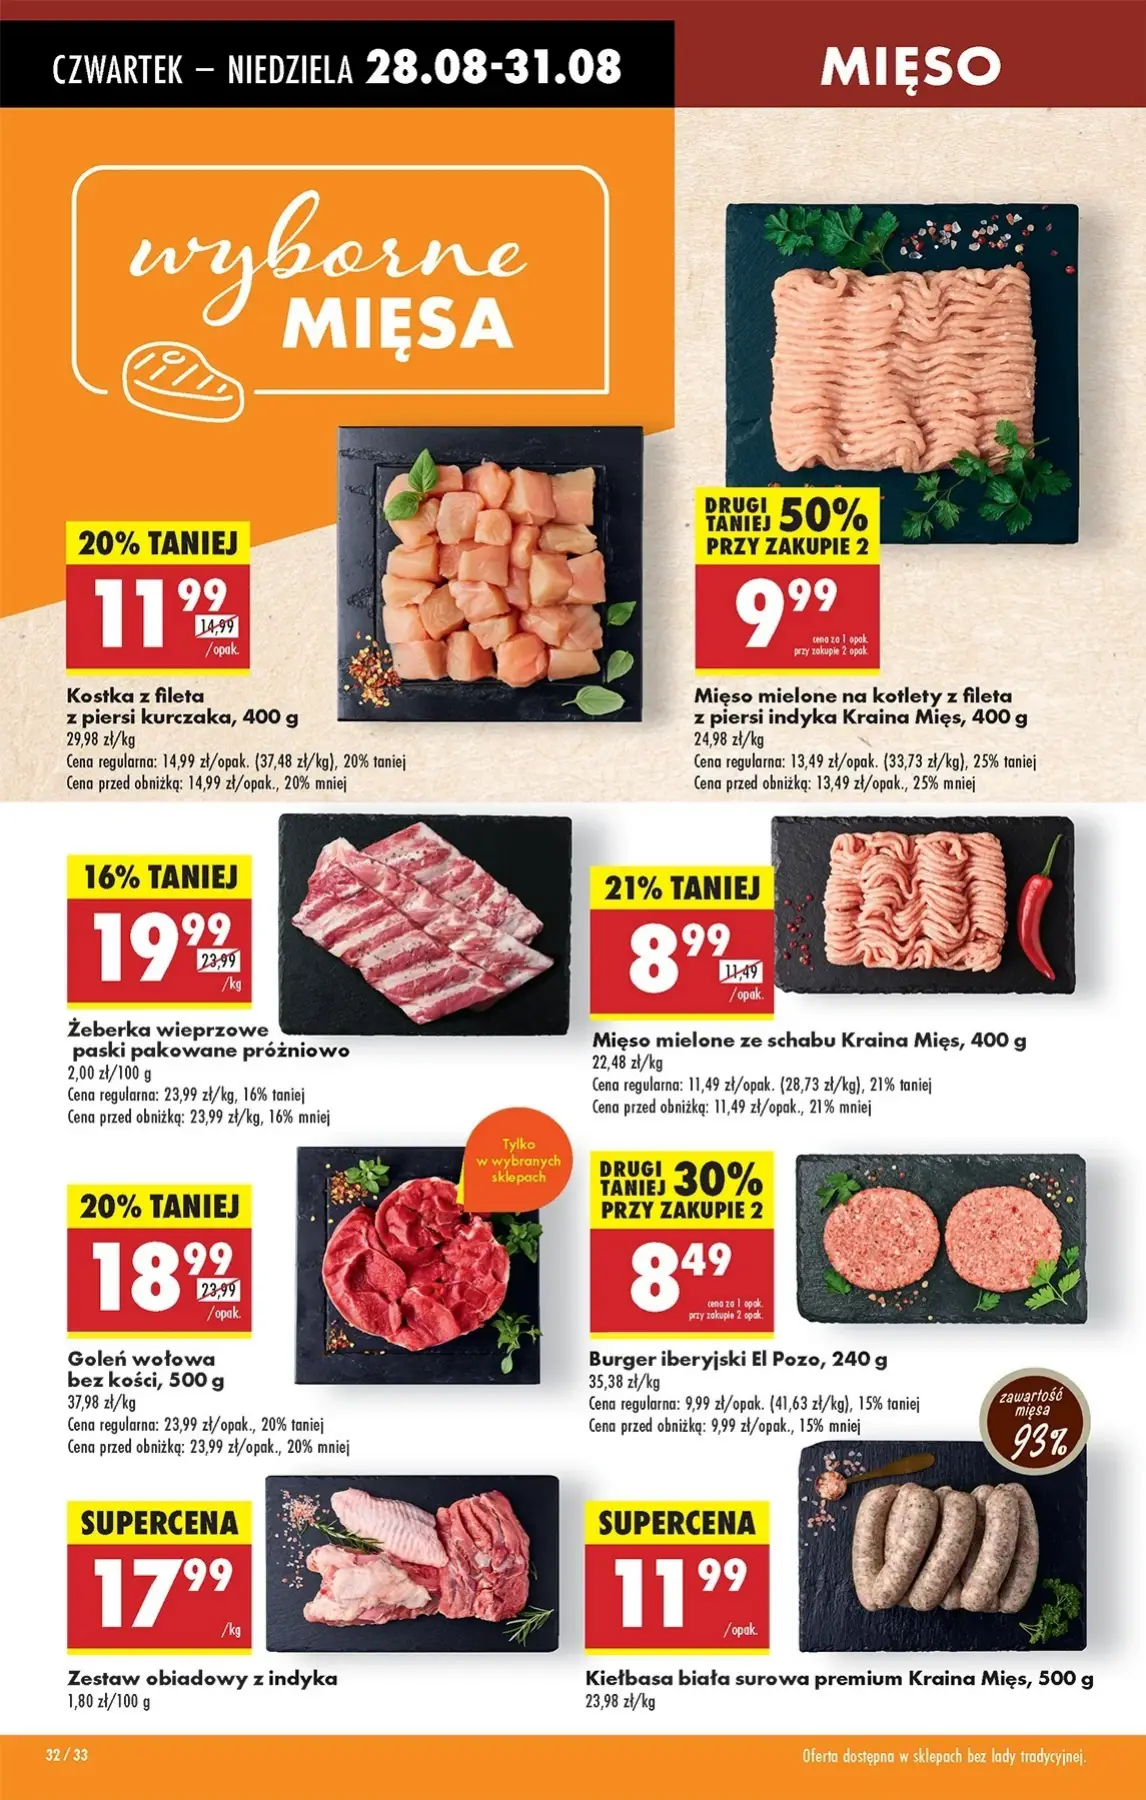 CZWARTEK – NIEDZIELA 28.08-31.08
MIĘSO
wyborne
MIĘSA
20% TANIEJ
11 99
14,99
/opak.
Kostka z fileta
z piersi kurczaka, 400 g
29,98 zł/kg
Cena regularna: 14,99 zł/opak. (37,48 zł/kg), 20% taniej
Cena przed obniżką: 14,99 zł/opak., 20% mniej
DRUGI TANIEJ 50%
PRZY ZAKUPIE 2
9 99
cena za 1 opak.
przy zakupie 2 opak.
Mięso mielone na kotlety z fileta
z piersi indyka Kraina Mięs, 400 g
24,98 zł/kg
Cena regularna: 13,49 zł/opak. (33,73 zł/kg), 25% taniej
Cena przed obniżką: 13,49 zł/opak., 25% mniej
16% TANIEJ
19 99
23,99
/kg
Żeberka wieprzowe
paski pakowane próżniowo
2,00 zł/100 g
Cena regularna: 23,99 zł/kg, 16% taniej
Cena przed obniżką: 23,99 zł/kg, 16% mniej
21% TANIEJ
8 99
11,49
/opak.
Mięso mielone ze schabu Kraina Mięs, 400 g
22,48 zł/kg
Cena regularna: 11,49 zł/opak. (28,73 zł/kg), 21% taniej
Cena przed obniżką: 11,49 zł/opak., 21% mniej
Tylko
w wybranych
sklepach
20% TANIEJ
18 99
23,99
/opak.
Goleń wołowa
bez kości, 500 g
37,98 zł/kg
Cena regularna: 23,99 zł/opak., 20% taniej
Cena przed obniżką: 23,99 zł/opak., 20% mniej
DRUGI TANIEJ 30%
PRZY ZAKUPIE 2
8 49
cena za 1 opak.
przy zakupie 2 opak.
Burger iberyjski El Pozo, 240 g
35,38 zł/kg
Cena regularna: 9,99 zł/opak. (41,63 zł/kg), 15% taniej
Cena przed obniżką: 9,99 zł/opak., 15% mniej
zawartość
mięsa
93%
SUPERCENA
17 99
/kg
Zestaw obiadowy z indyka
1,80 zł/100 g
SUPERCENA
11 99
/opak.
Kiełbasa biała surowa premium Kraina Mięs, 500 g
23,98 zł/kg
32 / 33
Oferta dostępna w sklepach bez lady tradycyjnej.